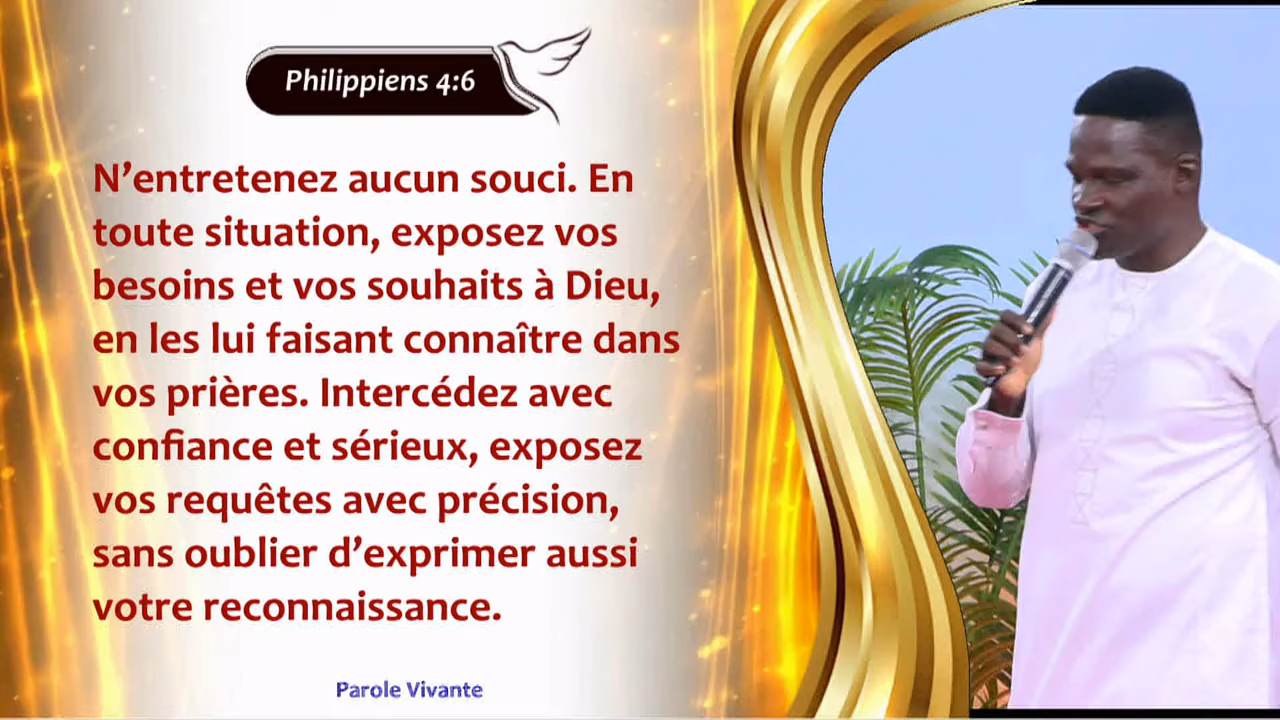 Philippiens 4:6
N’entretenez aucun souci. En
toute situation, exposez vos
besoins et vos souhaits à Dieu,
en les lui faisant connaître dans
vos prières. Intercédez avec
confiance et sérieux, exposez
vos requêtes avec précision,
sans oublier d’exprimer aussi
votre reconnaissance.
Parole Vivante